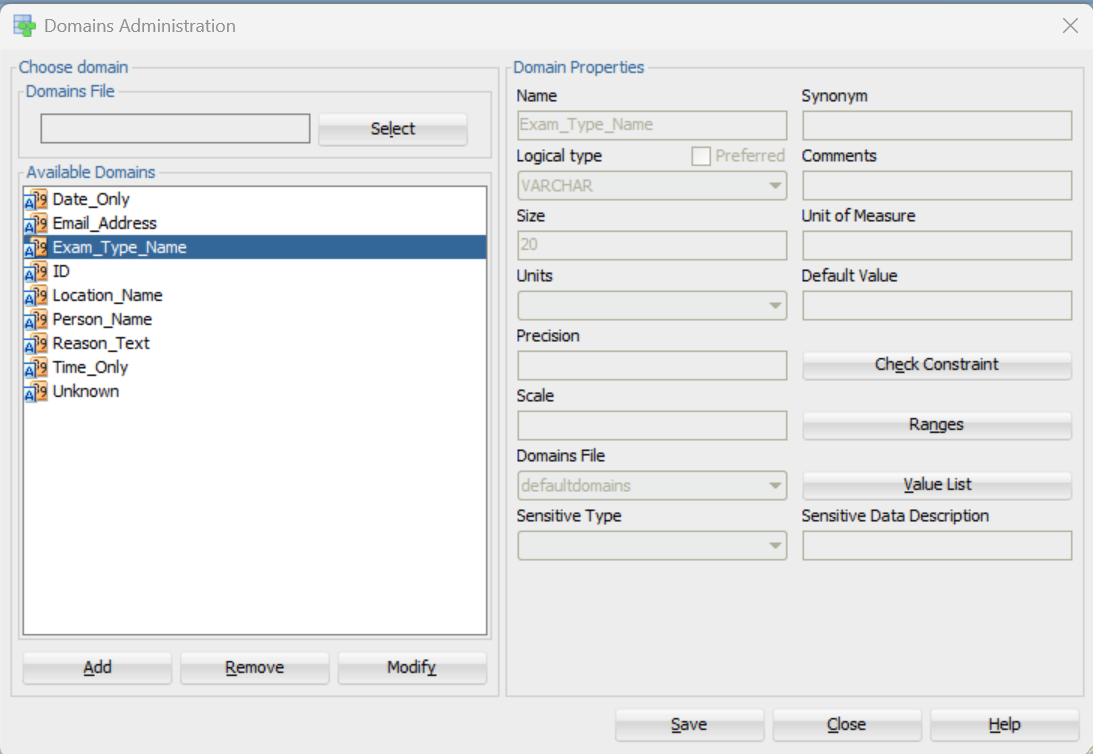 Domains Administration
Choose domain
Domains File
Select
Available Domains
Date_Only
Email_Address
Exam_Type_Name
ID
Location_Name
Person_Name
Reason_Text
Time_Only
Unknown
Add Remove Modify
Domain Properties
Name Synonym
Exam_Type_Name
Logical type Preferred Comments
VARCHAR
Size Unit of Measure
20
Units Default Value
Precision
Check Constraint
Scale
Ranges
Domains File
defaultdomains Value List
Sensitive Type Sensitive Data Description
Save Close Help